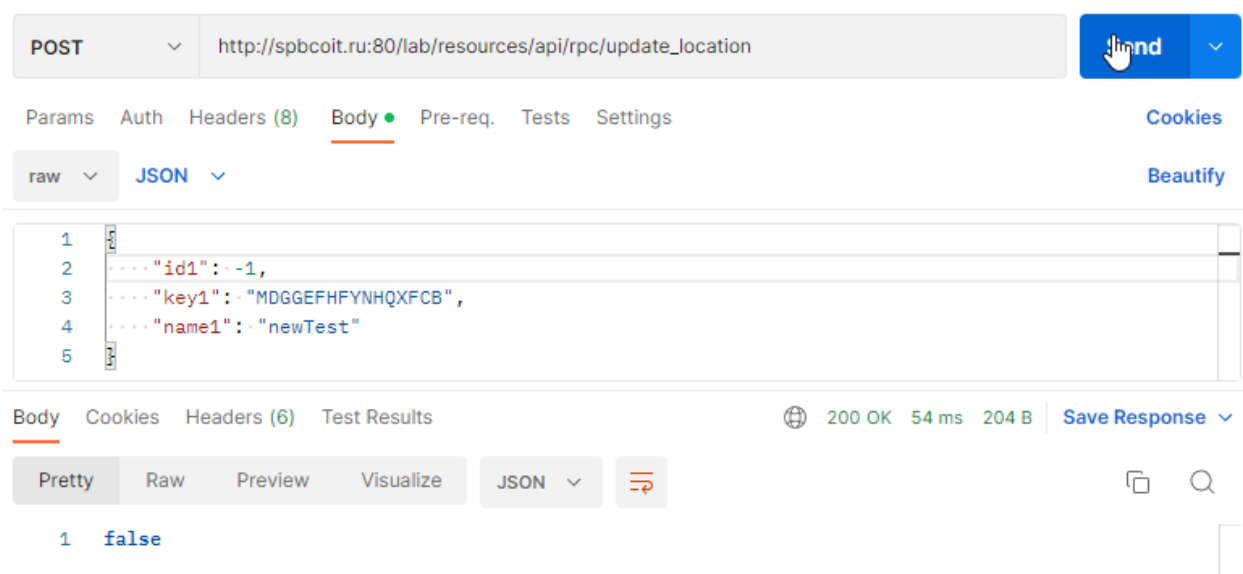 POST http://spbcoit.ru:80/lab/resources/api/rpc/update_location Send
Params Auth Headers (8) Body Pre-req. Tests Settings Cookies
raw JSON Beautify
1 {
2 "id1": -1,
3 "key1": "MDGGEFHFYNHQXFCB",
4 "name1": "newTest"
5 }
Body Cookies Headers (6) Test Results 200 OK 54 ms 204 B Save Response
Pretty Raw Preview Visualize JSON
1 false